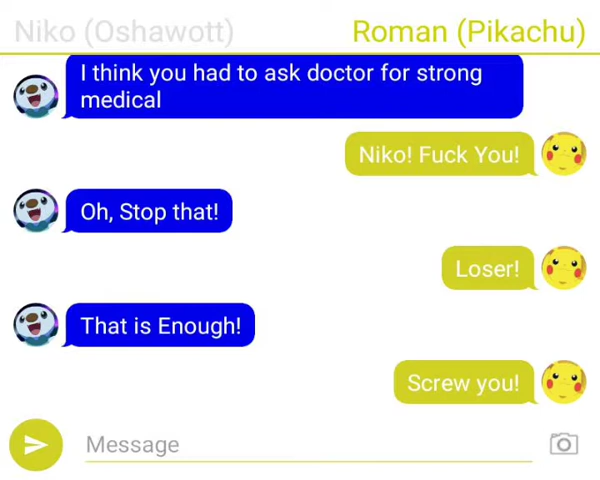 Niko (Oshawott)
Roman (Pikachu)
I think you had to ask doctor for strong
medical
Niko! Fuck You!
Oh, Stop that!
Loser!
That is Enough!
Screw you!
Message